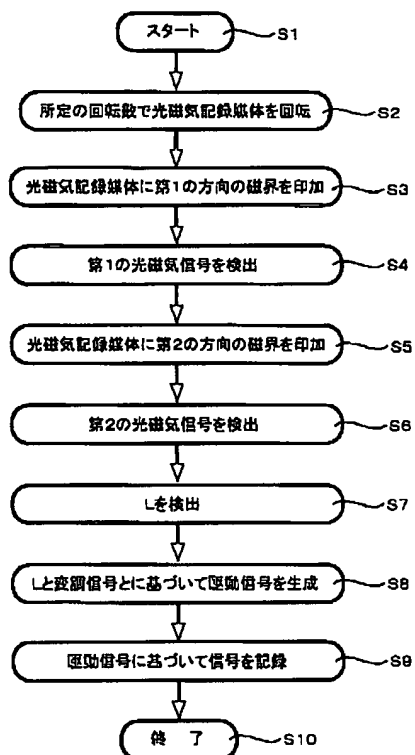 スタート S1
所定の回転数で光磁気記録媒体を回転 S2
光磁気記録媒体に第1の方向の磁界を印加 S3
第1の光磁気信号を検出 S4
光磁気記録媒体に第2の方向の磁界を印加 S5
第2の光磁気信号を検出 S6
Lを検出 S7
Lと変調信号とに基づいて駆動信号を生成 S8
駆動信号に基づいて信号を記録 S9
終 了 S10